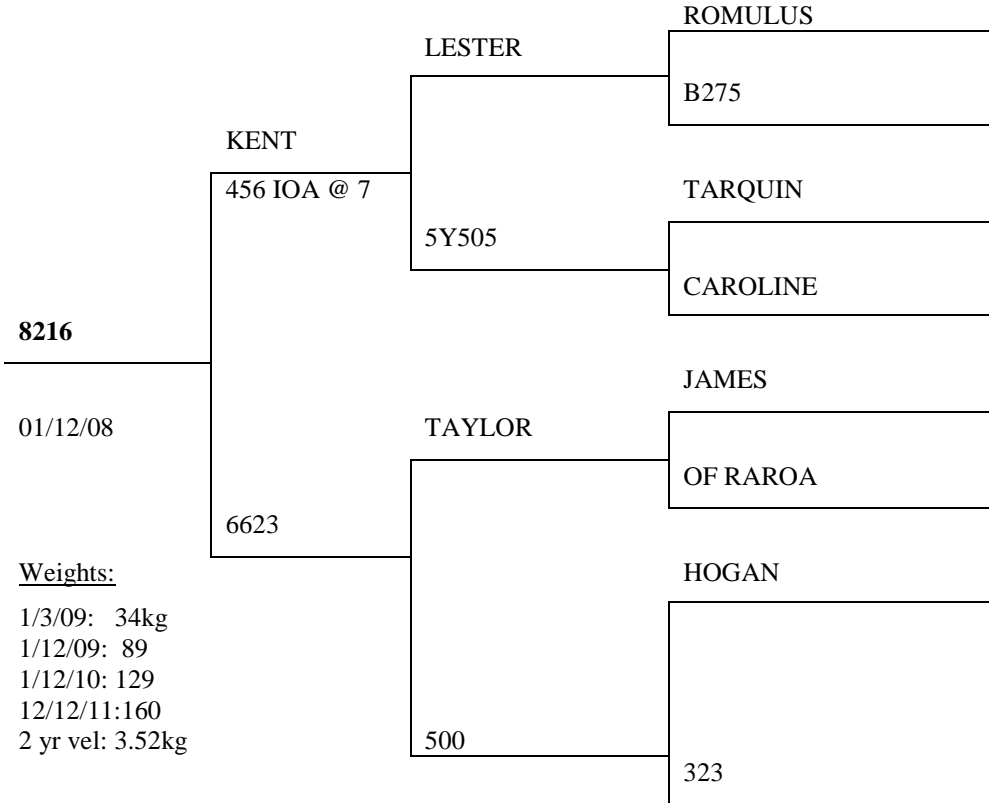 ROMULUS
LESTER
B275
KENT
456 IOA @ 7
TARQUIN
5Y505
CAROLINE
8216
JAMES
01/12/08
TAYLOR
OF RAROA
6623
Weights:
HOGAN
1/3/09: 34kg
1/12/09: 89
1/12/10: 129
12/12/11:160
2 yr vel: 3.52kg
500
323